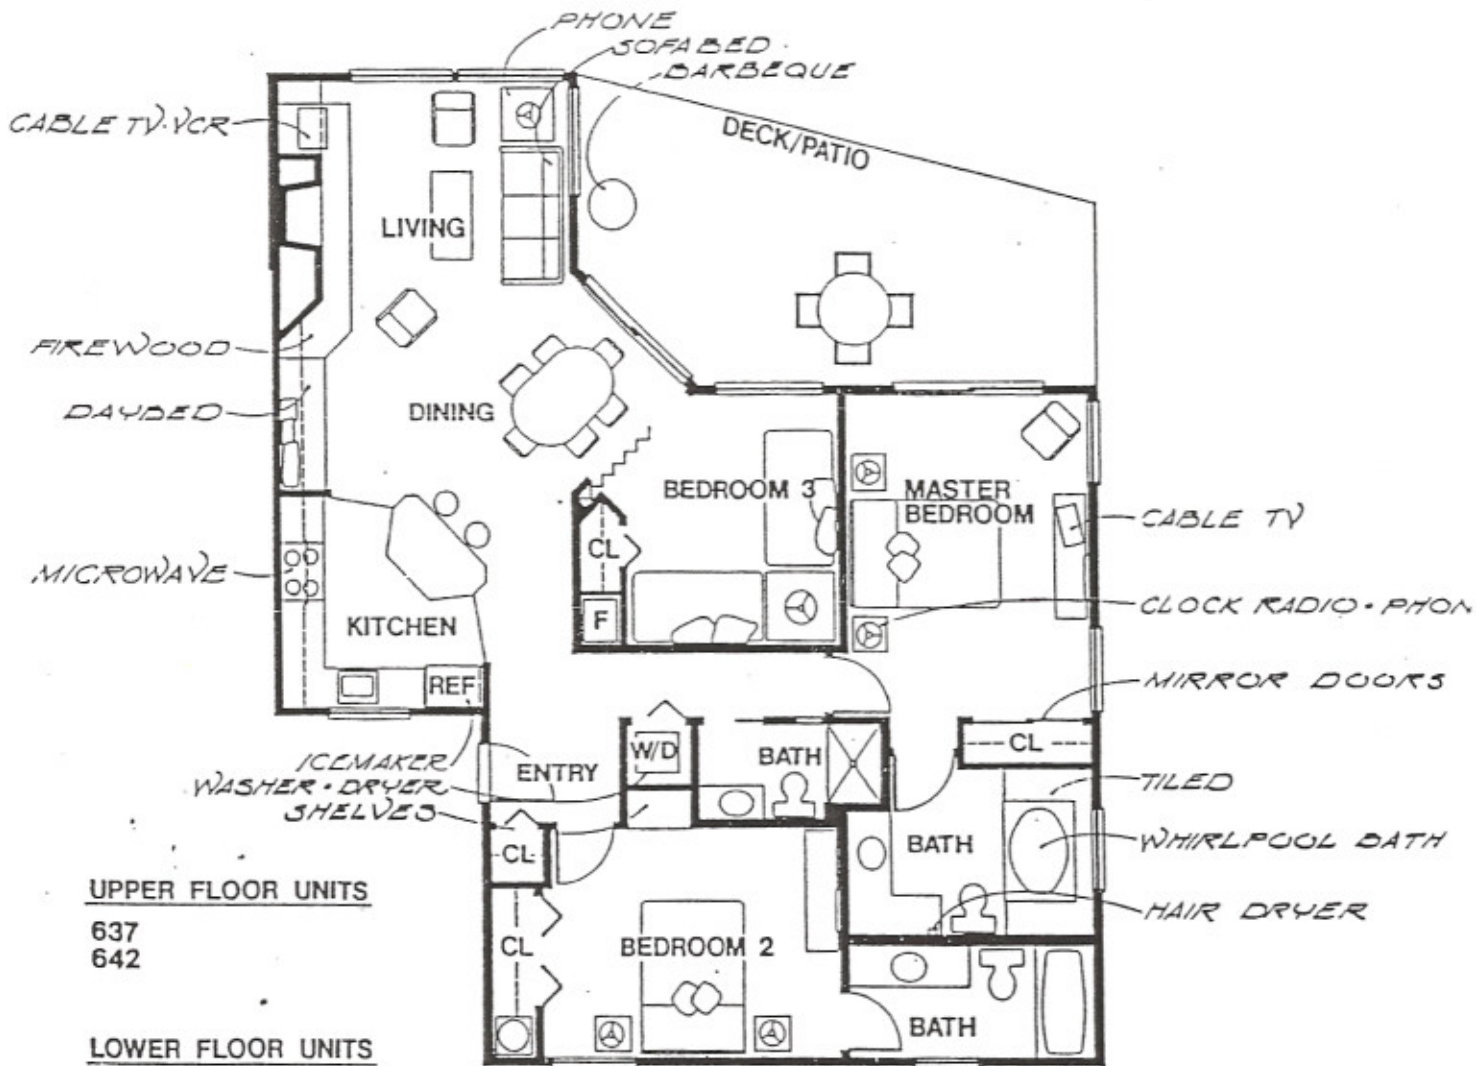 PHONE
SOFABED
BARBEQUE
CABLE TV·VCR
DECK/PATIO
LIVING
FIREWOOD
DAYBED
DINING
BEDROOM 3
MASTER
BEDROOM
CABLE TV
CL
MICROWAVE
CLOCK RADIO·PHON
F
KITCHEN
REF
MIRROR DOORS
CL
W/D
BATH
ICEMAKER
ENTRY
WASHER·DRYER
SHELVES
TILED
CL
BATH
WHIRLPOOL BATH
HAIR DRYER
UPPER FLOOR UNITS
637
642
CL
BEDROOM 2
BATH
LOWER FLOOR UNITS